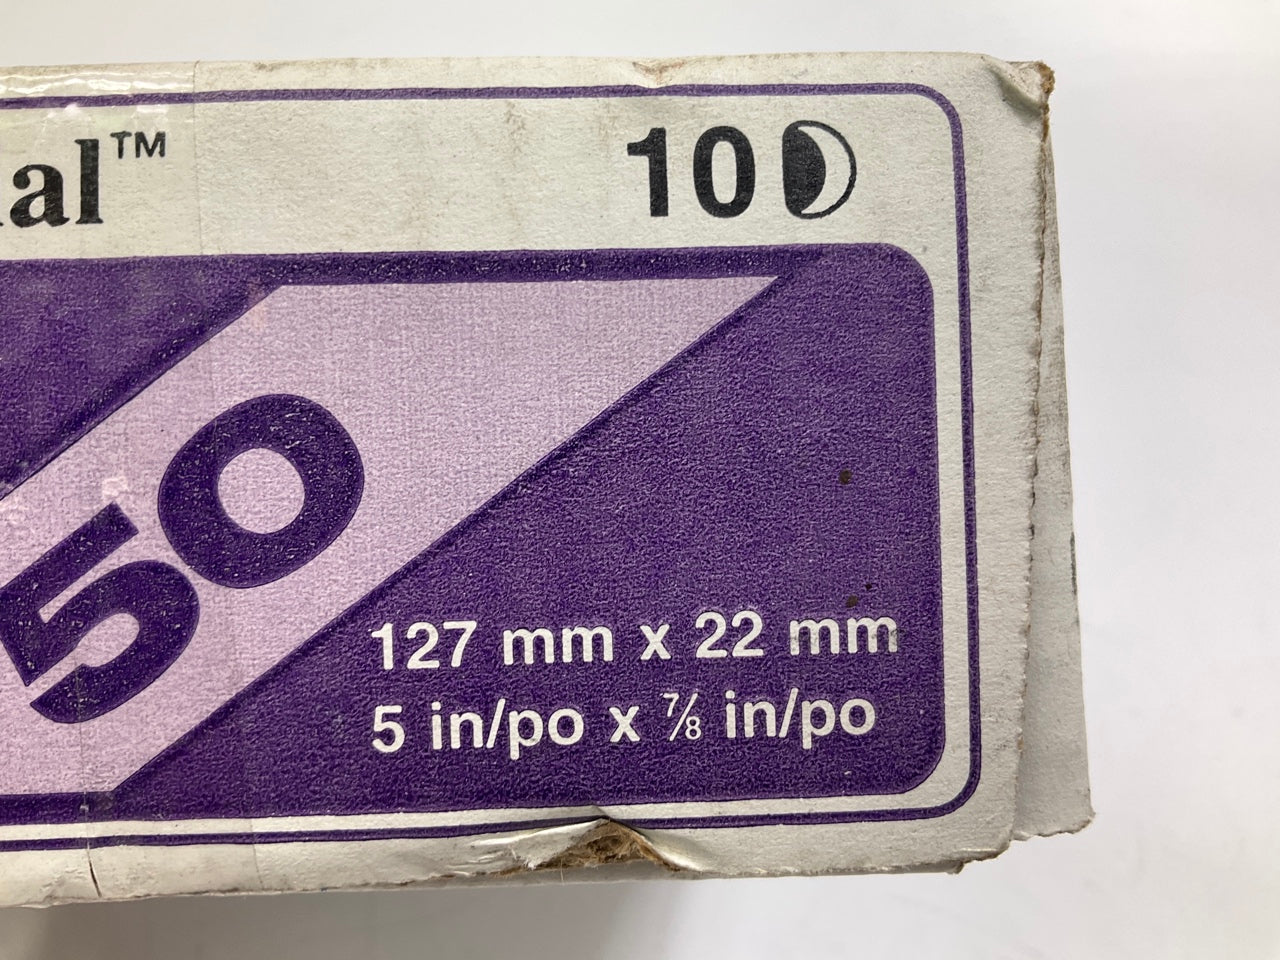 al™
10
50
127 mm x 22 mm
5 in/po x ⅞ in/po